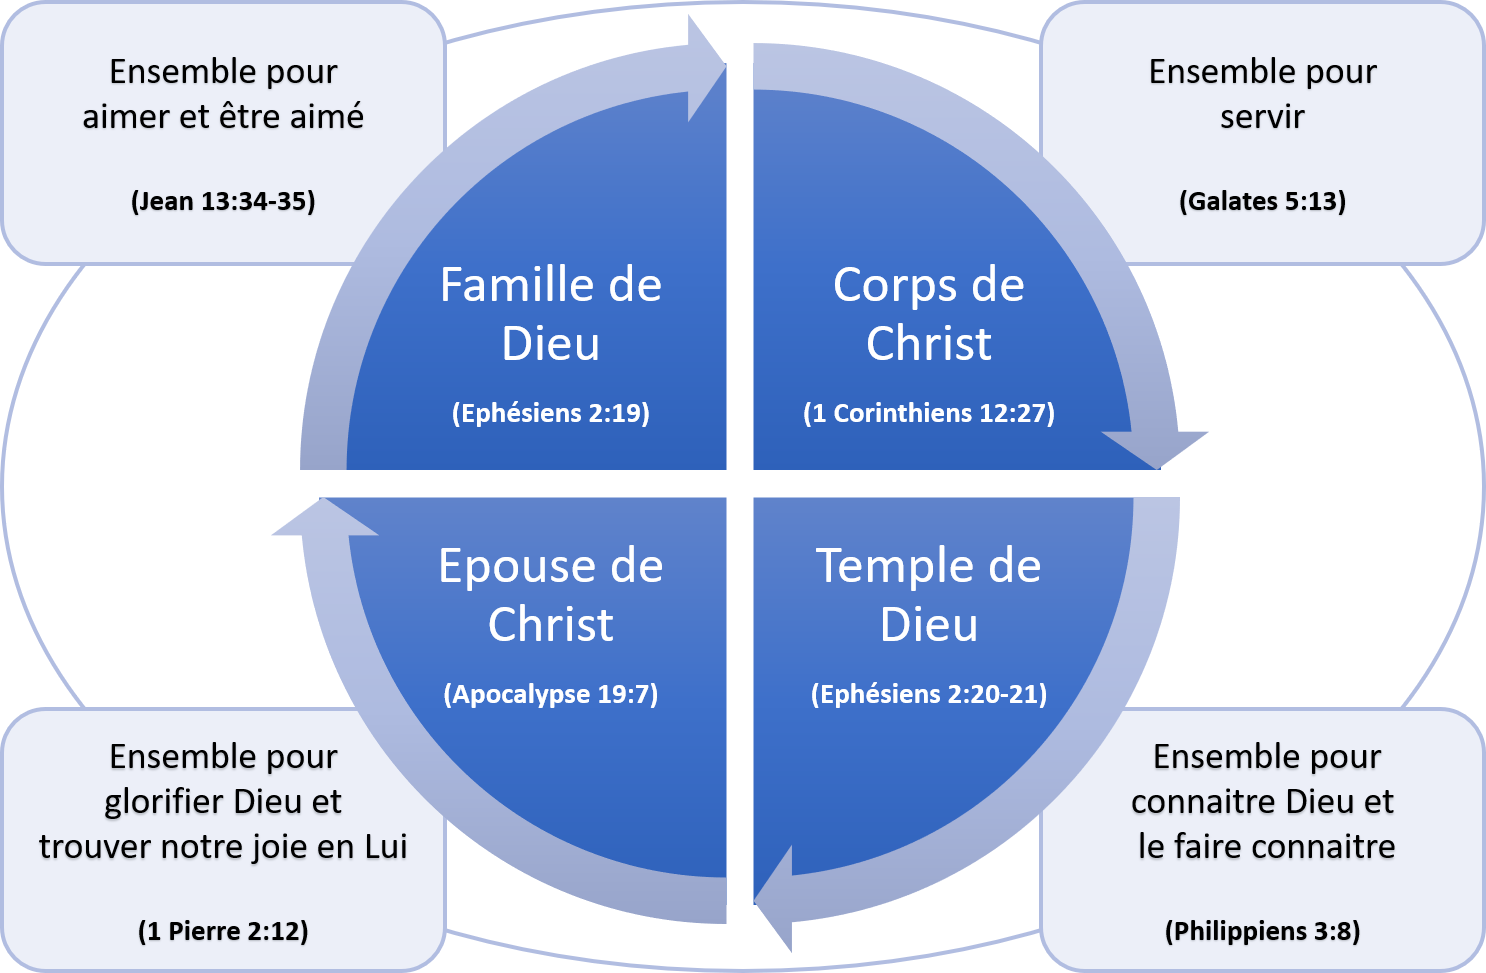 Ensemble pour
aimer et être aimé
(Jean 13:34-35)
Ensemble pour
servir
(Galates 5:13)
Famille de
Dieu
(Ephésiens 2:19)
Corps de
Christ
(1 Corinthiens 12:27)
Epouse de
Christ
(Apocalypse 19:7)
Temple de
Dieu
(Ephésiens 2:20-21)
Ensemble pour
glorifier Dieu et
trouver notre joie en Lui
(1 Pierre 2:12)
Ensemble pour
connaitre Dieu et
le faire connaitre
(Philippiens 3:8)